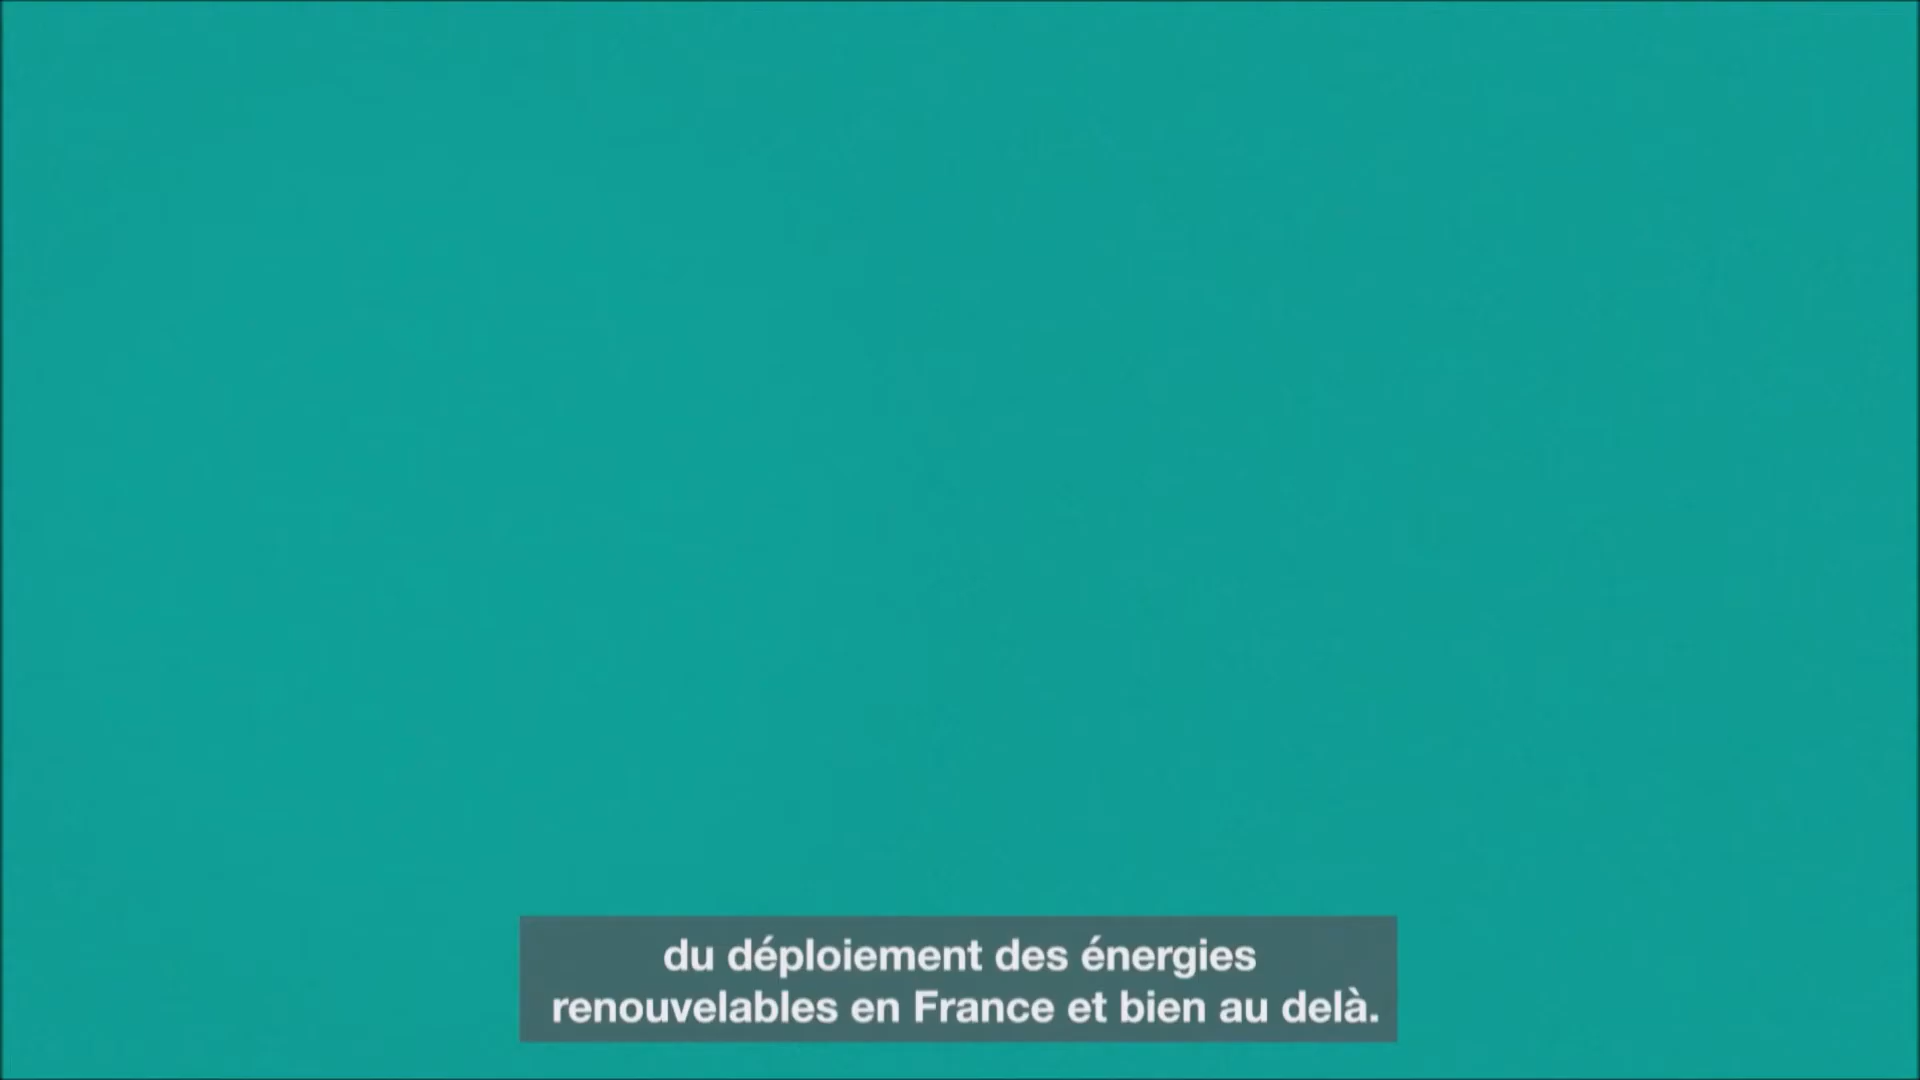 du déploiement des énergies
renouvelables en France et bien au delà.